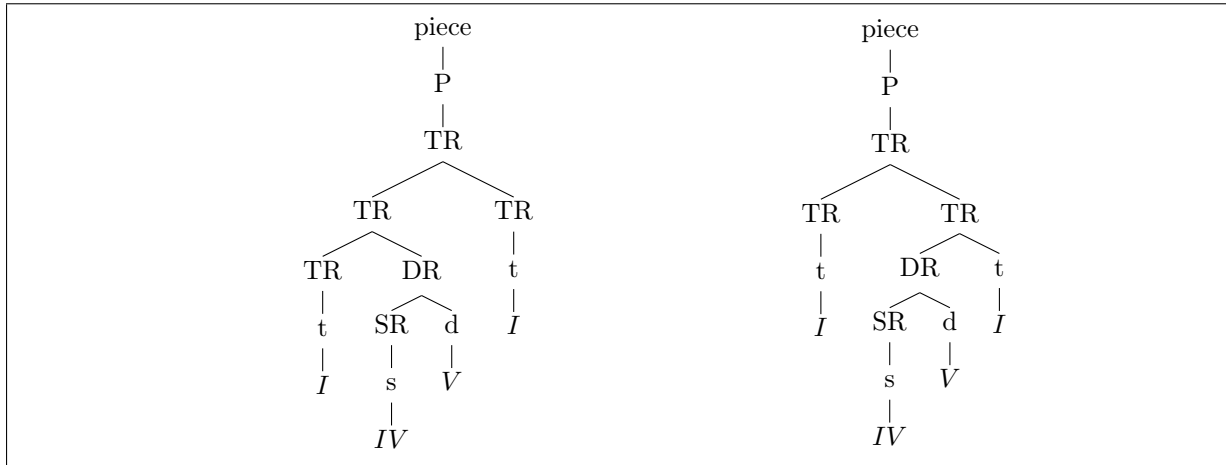 piece piece
P P
TR TR
TR TR TR TR
TR DR t t DR t
t SR d I I SR d I
I s V s V
IV IV